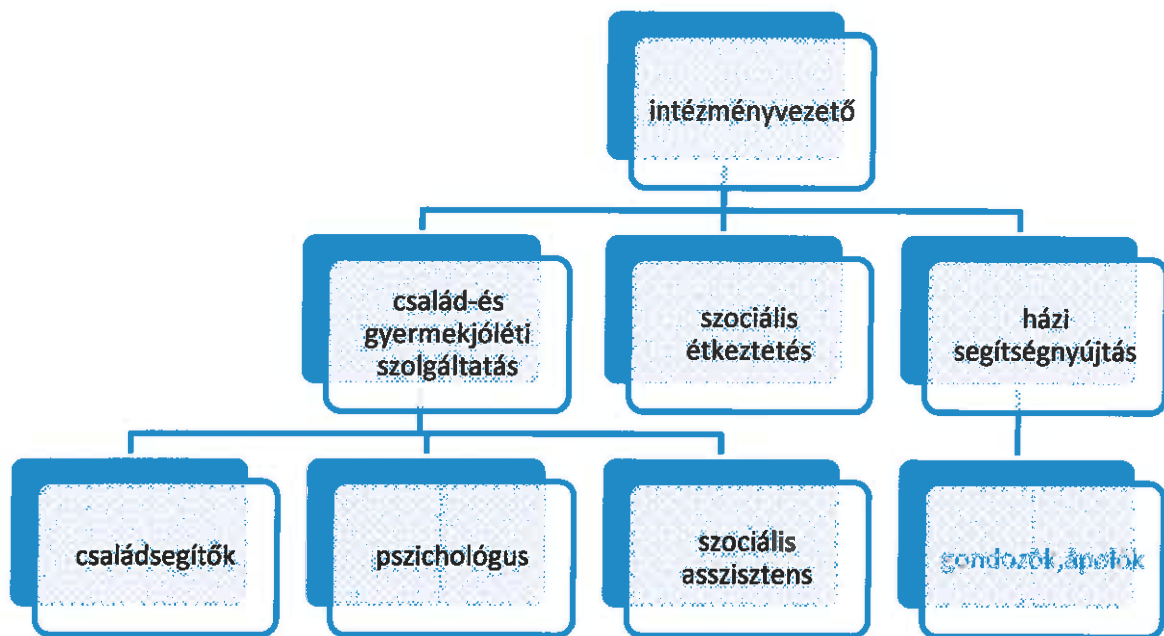 intézményvezető
család-és
gyermekjóléti
szolgáltatás
szociális
étkeztetés
házi
segítségnyújtás
családsegítők
pszichológus
szociális
asszisztens
gondozók,ápolók